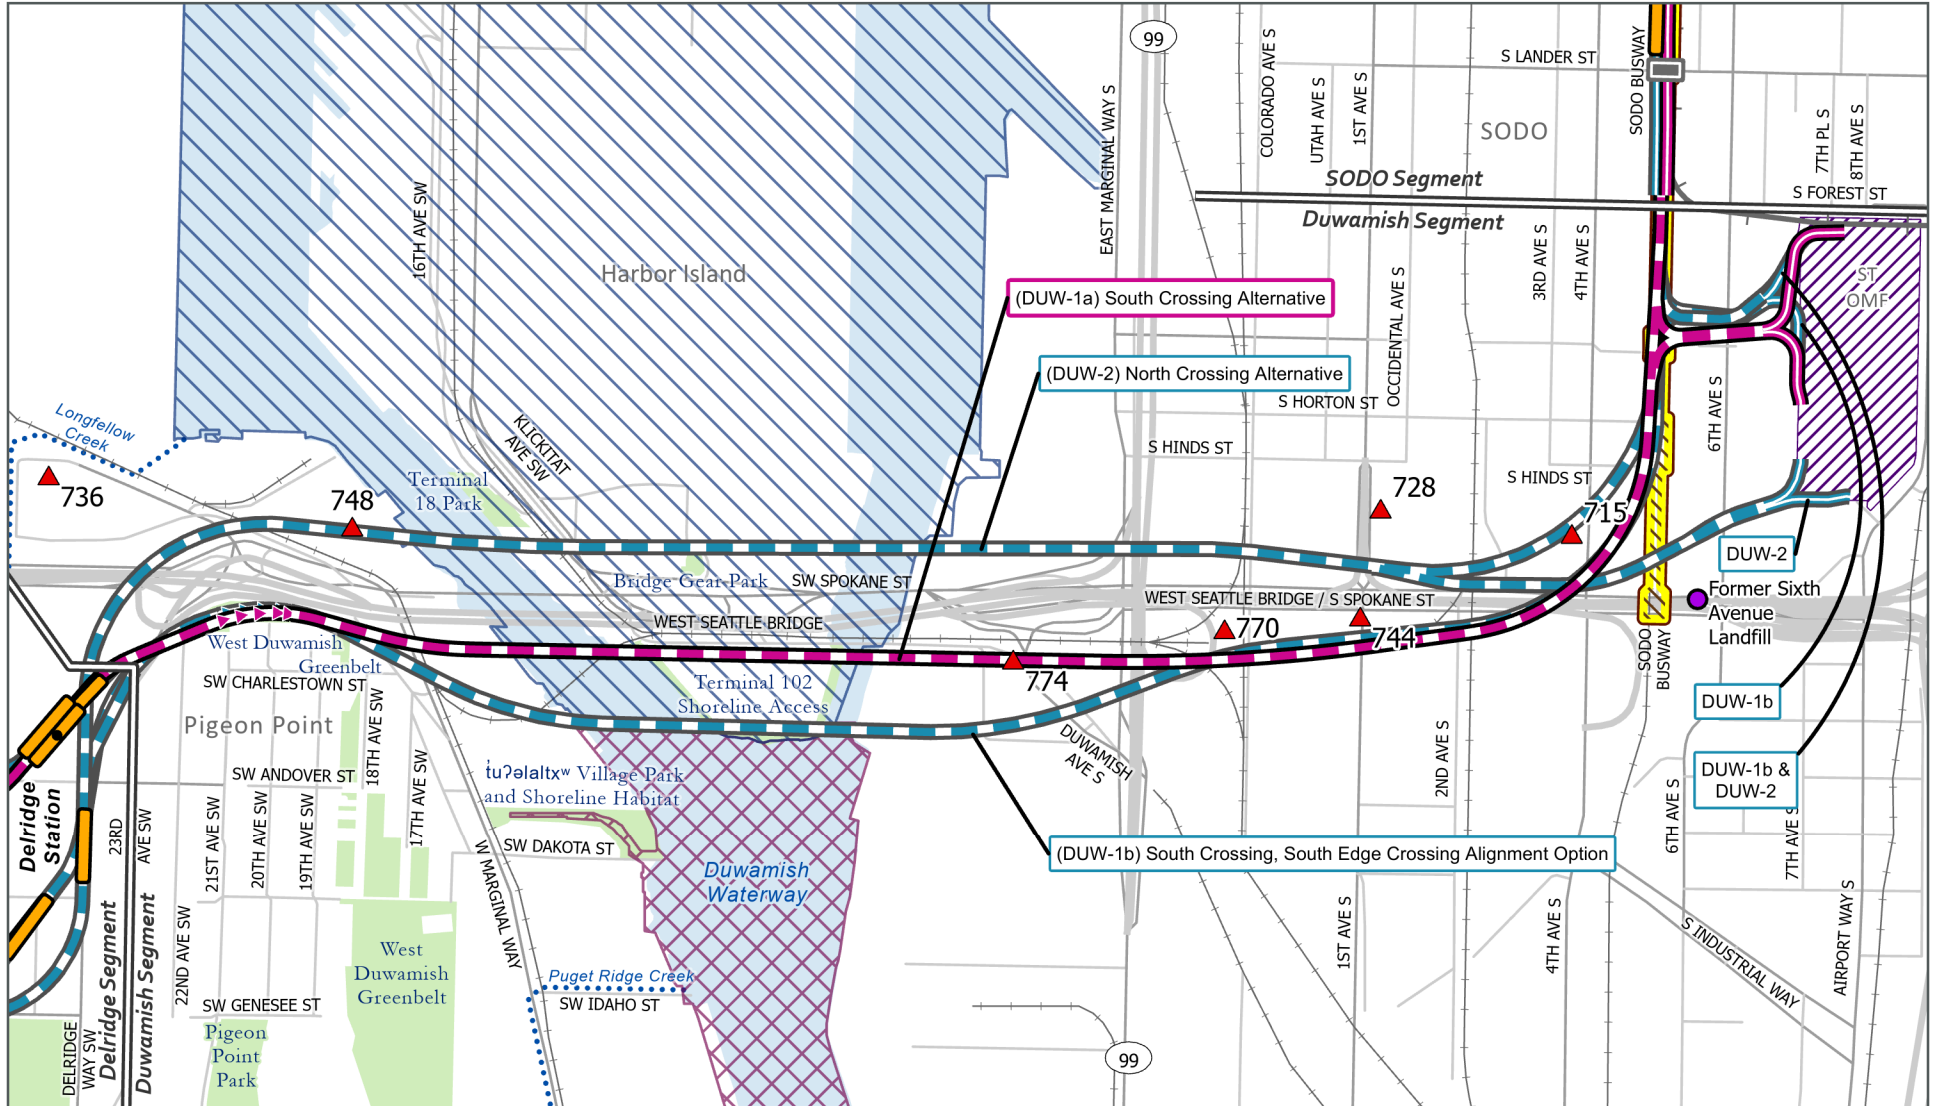 99
COLORADO AVE S
UTAH AVE S
1ST AVE S
S LANDER ST
SODO BUSWAY
EAST MARGINAL WAY S
SODO
7TH PL S
8TH AVE S
SODO Segment
S FOREST ST
16TH AVE SW
Duwamish Segment
3RD AVE S
4TH AVE S
Harbor Island
ST
OMF
(DUW-1a) South Crossing Alternative
OCCIDENTAL AVE S
(DUW-2) North Crossing Alternative
S HORTON ST
6TH AVE S
Longfellow
Creek
KLICKITAT
AVE SW
S HINDS ST
S HINDS ST
Terminal
18 Park
736
748
728
715
DUW-2
Bridge Gear Park
SW SPOKANE ST
WEST SEATTLE BRIDGE / S SPOKANE ST
Former Sixth
Avenue
Landfill
WEST SEATTLE BRIDGE
770
744
West Duwamish
Greenbelt
SODO
BUSWAY
SW CHARLESTOWN ST
774
Terminal 102
Shoreline Access
DUW-1b
Pigeon Point
18TH AVE SW
DUWAMISH
AVE S
2ND AVE S
SW ANDOVER ST
17TH AVE SW
t̓uʔəlaltxʷ Village Park
and Shoreline Habitat
DUW-1b &
DUW-2
Delridge
Station
23RD
AVE SW
21ST AVE SW
20TH AVE SW
19TH AVE SW
SW DAKOTA ST
6TH AVE S
7TH AVE S
(DUW-1b) South Crossing, South Edge Crossing Alignment Option
W MARGINAL WAY
Duwamish
Waterway
Delridge Segment
Duwamish Segment
22ND AVE SW
1ST AVE S
4TH AVE S
S INDUSTRIAL WAY
AIRPORT WAY S
West
Duwamish
Greenbelt
Puget Ridge Creek
SW IDAHO ST
SW GENESEE ST
Pigeon
Point
Park
DELRIDGE
WAY SW
99